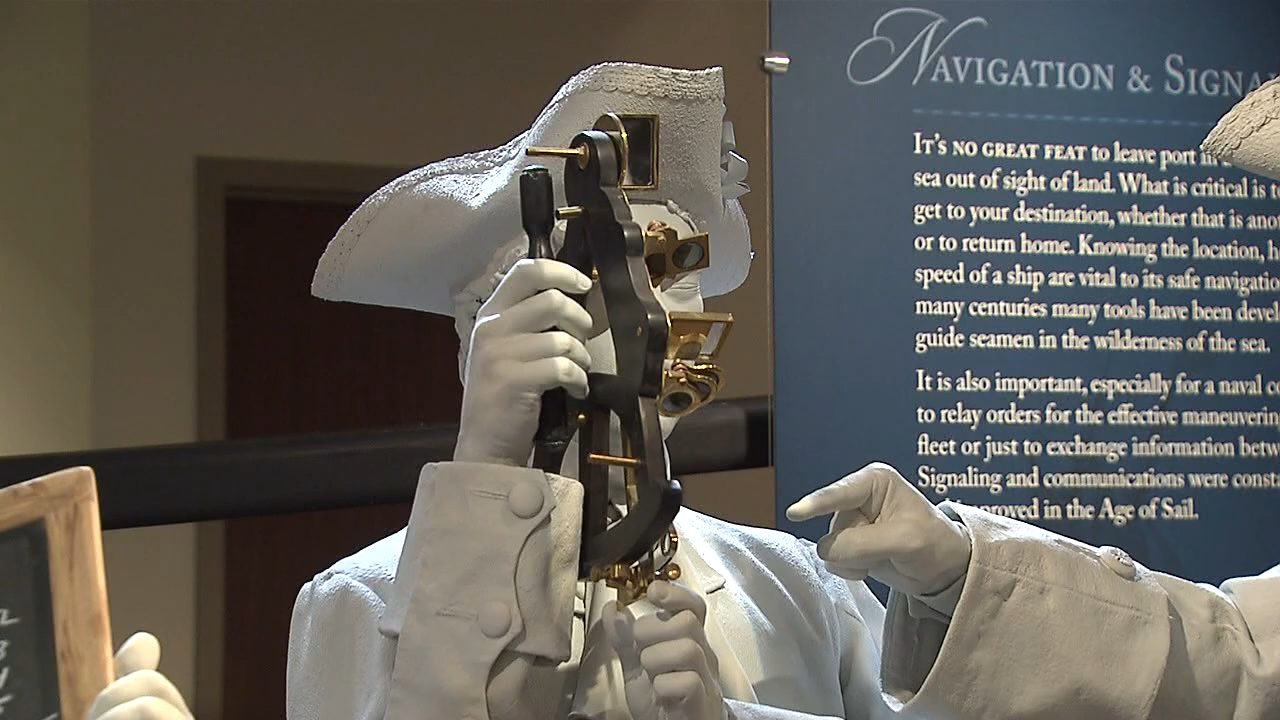 NAVIGATION & SIGNA
IT'S NO GREAT FEAT to leave port in
sea out of sight of land. What is critical is t
get to your destination, whether that is ano
or to return home. Knowing the location, h
speed of a ship are vital to its safe navigatio
many centuries many tools have been devel
guide seamen in the wilderness of the sea.
It is also important, especially for a naval c
to relay orders for the effective maneuverin
fleet or just to exchange information betw
Signaling and communications were consta
proved in the Age of Sail.